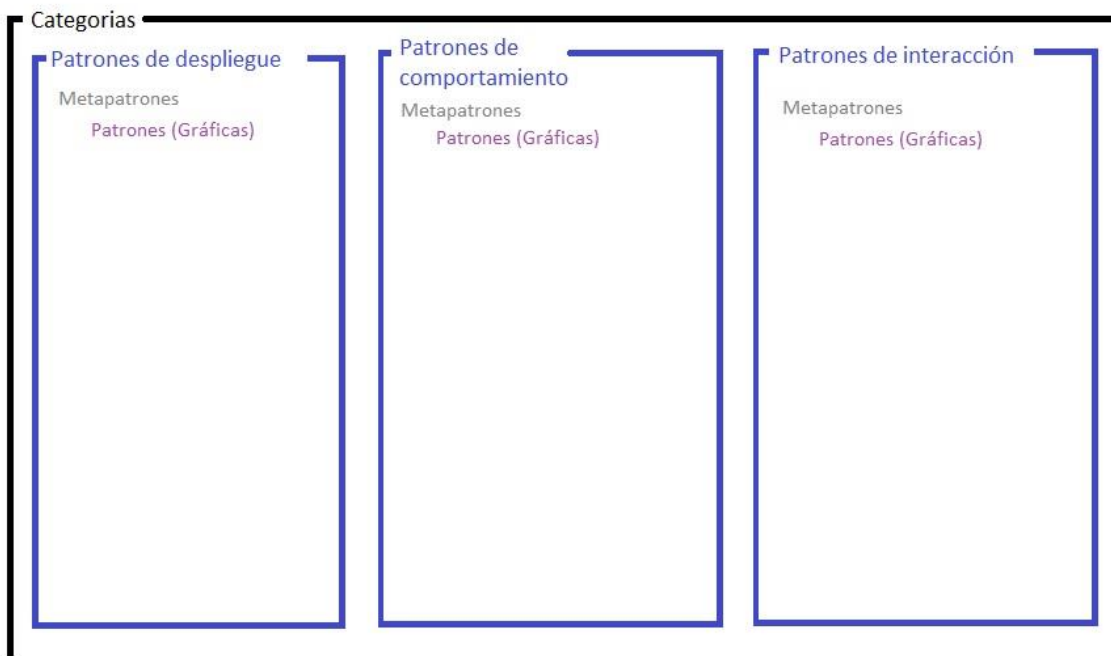 Categorias
Patrones de despliegue
Metapatrones
Patrones (Gráficas)
Patrones de
comportamiento
Metapatrones
Patrones (Gráficas)
Patrones de interacción
Metapatrones
Patrones (Gráficas)